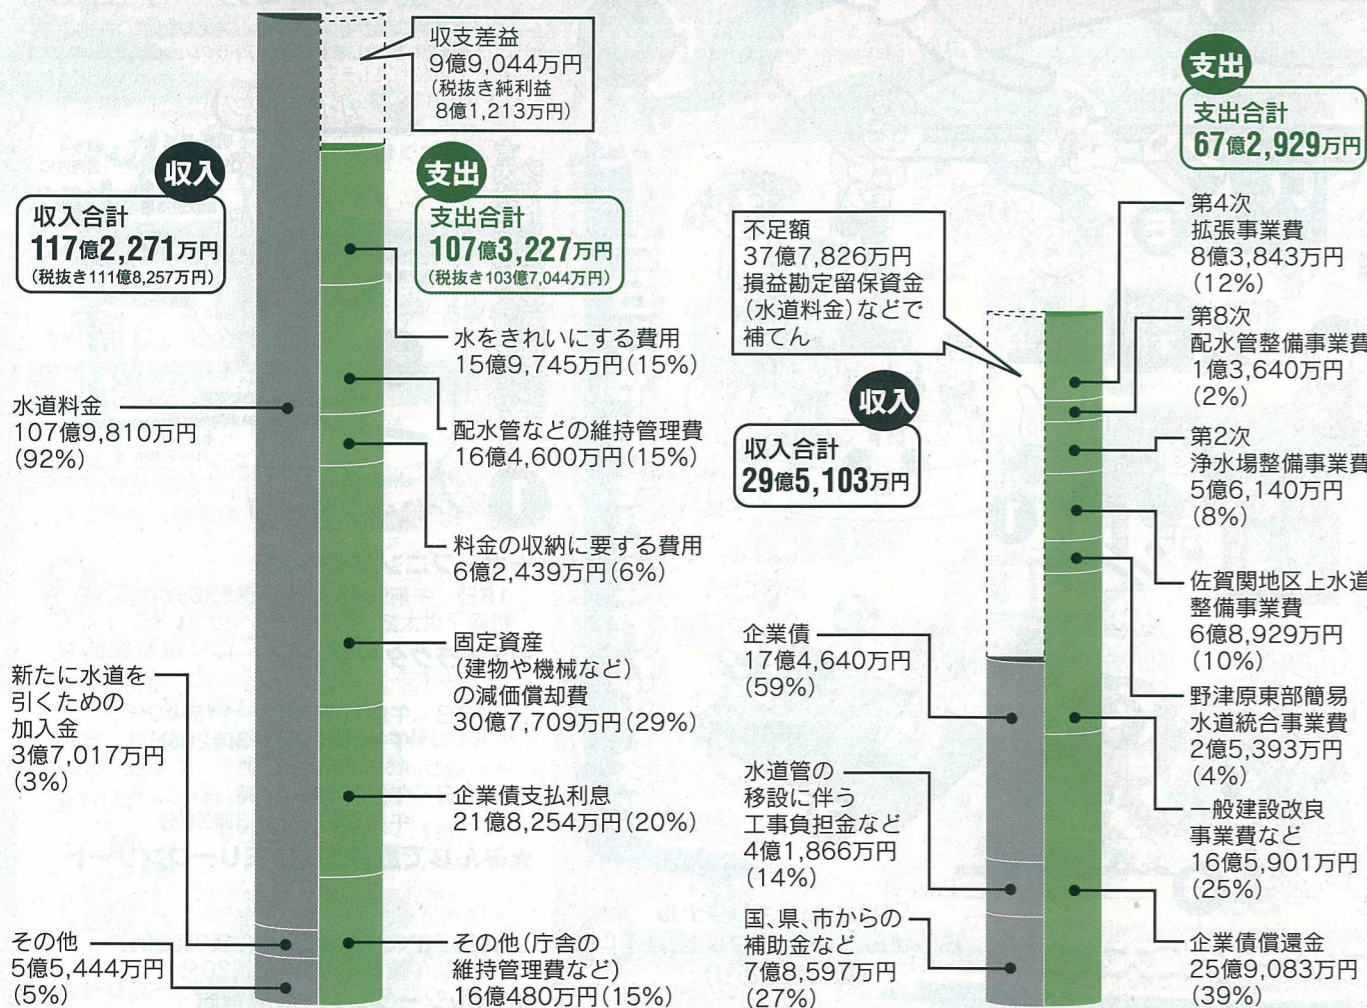 収支差益
9億9,044万円
(税抜き純利益
8億1,213万円)
収入
収入合計
117億2,271万円
(税抜き111億8,257万円)
支出
支出合計
107億3,227万円
(税抜き103億7,044万円)
水道料金
107億9,810万円
(92%)
新たに水道を
引くための
加入金
3億7,017万円
(3%)
その他
5億5,444万円
(5%)
水をきれいにする費用
15億9,745万円(15%)
配水管などの維持管理費
16億4,600万円(15%)
料金の収納に要する費用
6億2,439万円(6%)
固定資産
(建物や機械など)
の減価償却費
30億7,709万円(29%)
企業債支払利息
21億8,254万円(20%)
その他(庁舎の
維持管理費など)
16億480万円(15%)
不足額
37億7,826万円
損益勘定留保資金
(水道料金)などで
補てん
収入
収入合計
29億5,103万円
企業債
17億4,640万円
(59%)
水道管の
移設に伴う
工事負担金など
4億1,866万円
(14%)
国、県、市からの
補助金など
7億8,597万円
(27%)
支出
支出合計
67億2,929万円
第4次
拡張事業費
8億3,843万円
(12%)
第8次
配水管整備事業費
1億3,640万円
(2%)
第2次
浄水場整備事業費
5億6,140万円
(8%)
佐賀関地区上水道
整備事業費
6億8,929万円
(10%)
野津原東部簡易
水道統合事業費
2億5,393万円
(4%)
一般建設改良
事業費など
16億5,901万円
(25%)
企業債償還金
25億9,083万円
(39%)